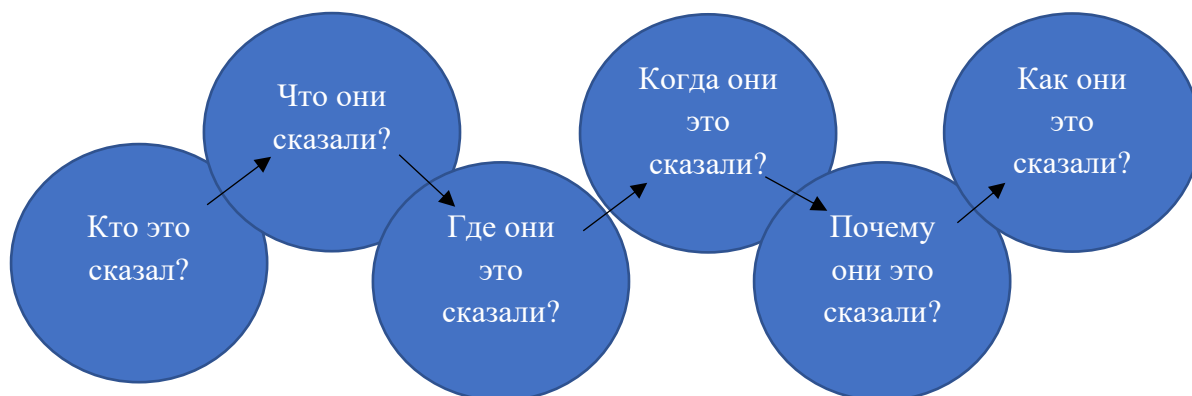 Кто это
сказал?
Что они
сказали?
Где они
это
сказали?
Когда они
это
сказали?
Почему
они это
сказали?
Как они
это
сказали?